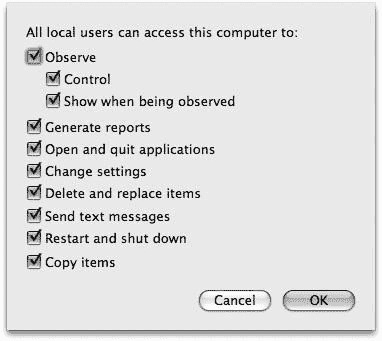 All local users can access this computer to:
Observe
Control
Show when being observed
Generate reports
Open and quit applications
Change settings
Delete and replace items
Send text messages
Restart and shut down
Copy items
Cancel OK